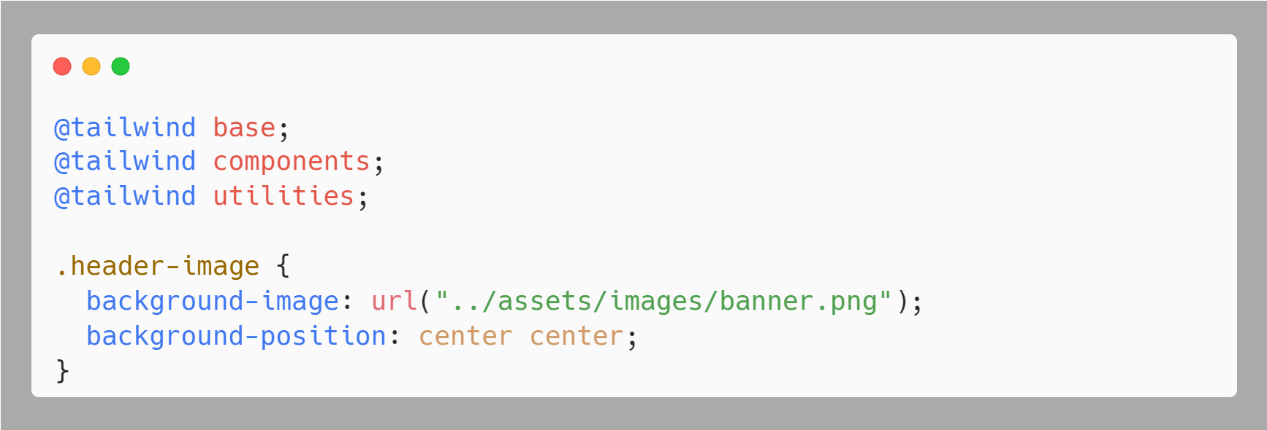 @tailwind base;
@tailwind components;
@tailwind utilities;

.header-image {
  background-image: url("../assets/images/banner.png");
  background-position: center center;
}